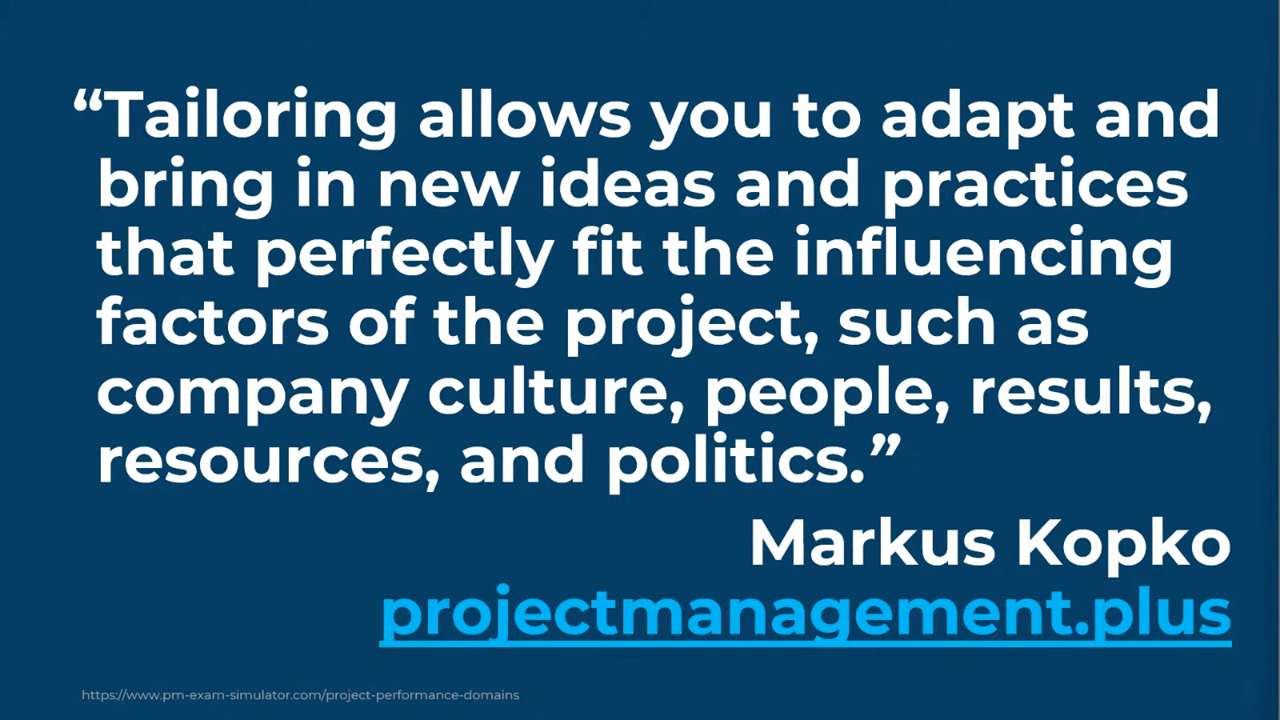 “Tailoring allows you to adapt and
bring in new ideas and practices
that perfectly fit the influencing
factors of the project, such as
company culture, people, results,
resources, and politics.”
Markus Kopko
projectmanagement.plus
https://www.pm-exam-simulator.com/project-performance-domains